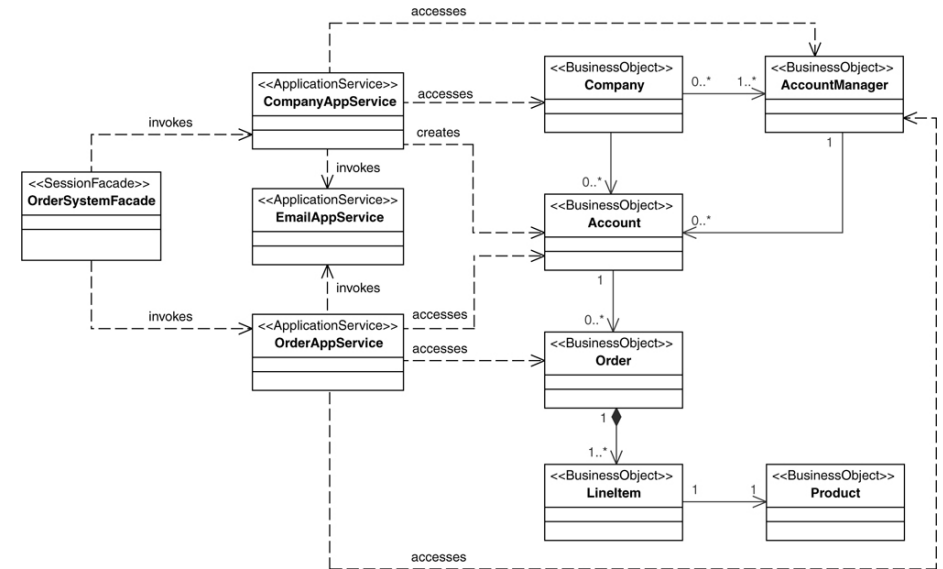 accesses
<<ApplicationService>>
CompanyAppService
accesses
<<BusinessObject>>
Company
0..*
1..*
<<BusinessObject>>
AccountManager
invokes
creates
1
invokes
<<SessionFacade>>
OrderSystemFacade
<<ApplicationService>>
EmailAppService
0..*
<<BusinessObject>>
Account
0..*
1
invokes
invokes
accesses
0..*
<<ApplicationService>>
OrderAppService
accesses
<<BusinessObject>>
Order
1
1..*
<<BusinessObject>>
LineItem
1
1
<<BusinessObject>>
Product
accesses